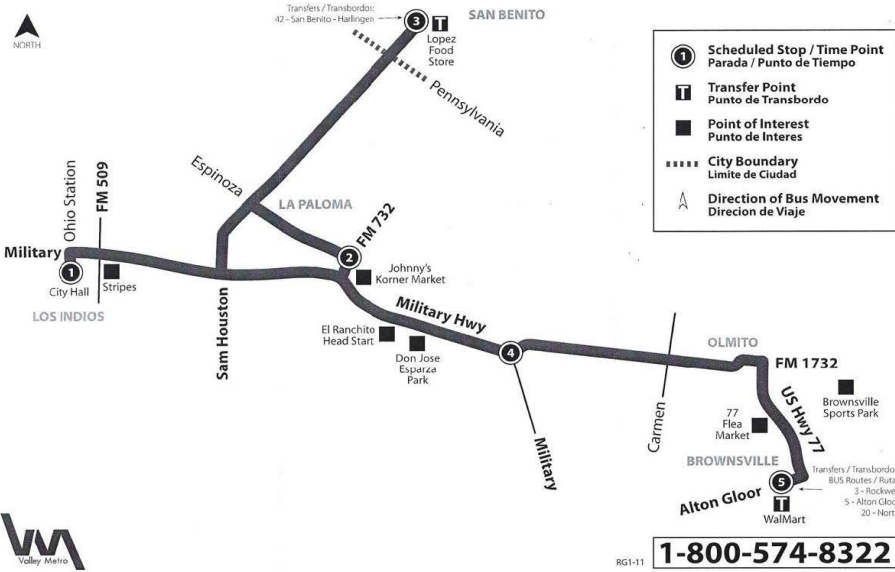 Transfers / Transbordos:
42 - San Benito - Harlingen
3
T
Lopez
Food
Store
SAN BENITO
NORTH
Pennsylvania
1
Scheduled Stop / Time Point
Parada / Punto de Tiempo
T
Transfer Point
Punto de Transbordo
Point of Interest
Punto de Interes
City Boundary
Limite de Ciudad
Direction of Bus Movement
Direcion de Viaje
Espinoza
LA PALOMA
FM 732
2
Johnny's
Korner Market
Ohio Station
FM 509
Military
1
City Hall
Stripes
LOS INDIOS
Sam Houston
Military Hwy
El Ranchito
Head Start
Don Jose
Esparza
Park
4
Military
Carmen
OLMITO
FM 1732
US Hwy 77
Brownsville
Sports Park
77
Flea
Market
BROWNSVILLE
Alton Gloor
5
T
WalMart
Transfers / Transbordo
BUS Routes / Ruta
3 - Rockwe
5 - Alton Gloo
20 - Nort
Valley Metro
RG1-11
1-800-574-8322